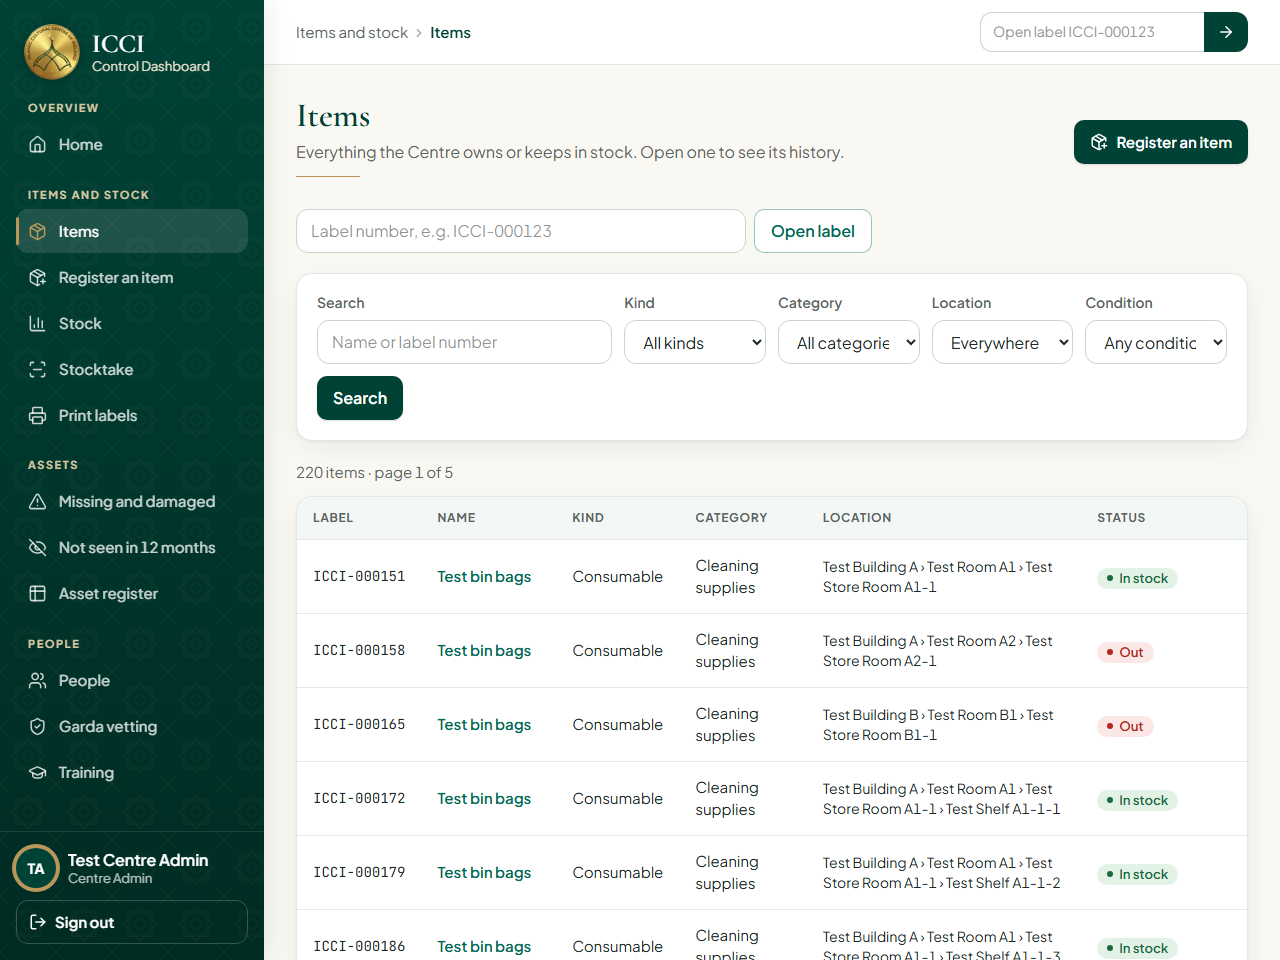 ICCI
Control Dashboard
OVERVIEW
Home
ITEMS AND STOCK
Items
Register an item
Stock
Stocktake
Print labels
ASSETS
Missing and damaged
Not seen in 12 months
Asset register
PEOPLE
People
Garda vetting
Training
TA
Test Centre Admin
Centre Admin
Sign out
Items and stock › Items
Open label ICCI-000123
Items
Everything the Centre owns or keeps in stock. Open one to see its history.
Register an item
Label number, e.g. ICCI-000123
Open label
Search Kind Category Location Condition
Name or label number All kinds All categorie Everywhere Any conditic
Search
220 items · page 1 of 5
LABEL NAME KIND CATEGORY LOCATION STATUS
ICCI-000151 Test bin bags Consumable Cleaning supplies Test Building A › Test Room A1 › Test Store Room A1-1 In stock
ICCI-000158 Test bin bags Consumable Cleaning supplies Test Building A › Test Room A2 › Test Store Room A2-1 Out
ICCI-000165 Test bin bags Consumable Cleaning supplies Test Building B › Test Room B1 › Test Store Room B1-1 Out
ICCI-000172 Test bin bags Consumable Cleaning supplies Test Building A › Test Room A1 › Test Store Room A1-1 › Test Shelf A1-1-1 In stock
ICCI-000179 Test bin bags Consumable Cleaning supplies Test Building A › Test Room A1 › Test Store Room A1-1 › Test Shelf A1-1-2 In stock
ICCI-000186 Test bin bags Consumable Cleaning supplies Test Building A › Test Room A1 › Test Store Room A1-1 › Test Shelf A1-1-3 In stock